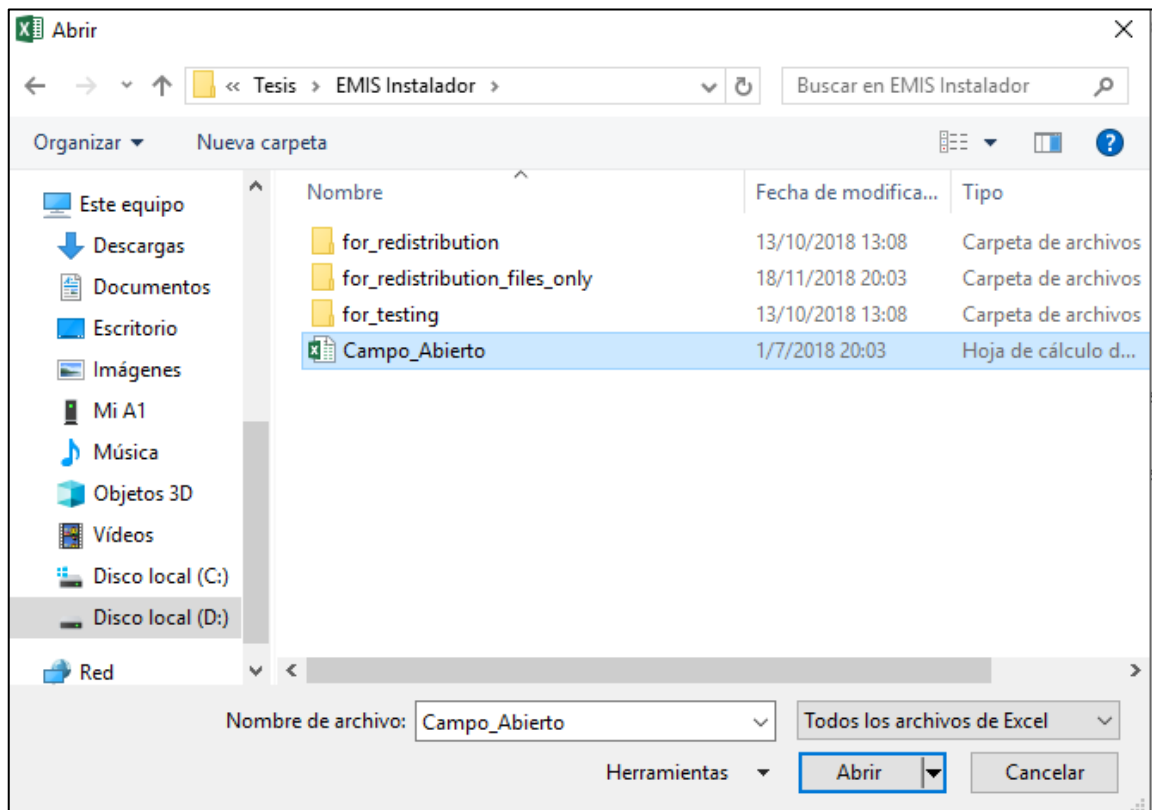 Abrir
« Tesis > EMIS Instalador >
Buscar en EMIS Instalador
Organizar
Nueva carpeta
Este equipo
Descargas
Documentos
Escritorio
Imágenes
Mi A1
Música
Objetos 3D
Vídeos
Disco local (C:)
Disco local (D:)
Red
Nombre Fecha de modifica... Tipo
for_redistribution 13/10/2018 13:08 Carpeta de archivos
for_redistribution_files_only 18/11/2018 20:03 Carpeta de archivos
for_testing 13/10/2018 13:08 Carpeta de archivos
Campo_Abierto 1/7/2018 20:03 Hoja de cálculo d...
Nombre de archivo: Campo_Abierto Todos los archivos de Excel
Herramientas Abrir Cancelar